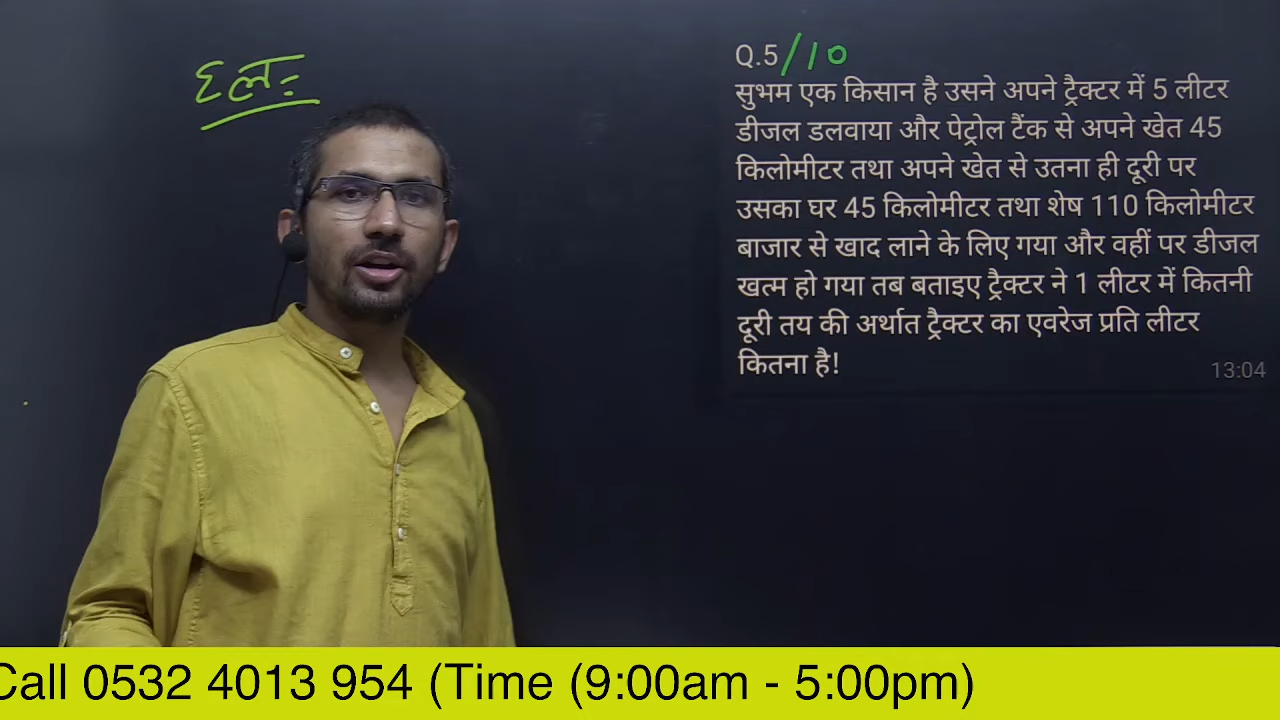 हल:
Q.5/10
सुभम एक किसान है उसने अपने ट्रैक्टर में 5 लीटर
डीजल डलवाया और पेट्रोल टैंक से अपने खेत 45
किलोमीटर तथा अपने खेत से उतना ही दूरी पर
उसका घर 45 किलोमीटर तथा शेष 110 किलोमीटर
बाजार से खाद लाने के लिए गया और वहीं पर डीजल
खत्म हो गया तब बताइए ट्रैक्टर ने 1 लीटर में कितनी
दूरी तय की अर्थात ट्रैक्टर का एवरेज प्रति लीटर
कितना है!
13:04
Call 0532 4013 954 (Time (9:00am - 5:00pm)